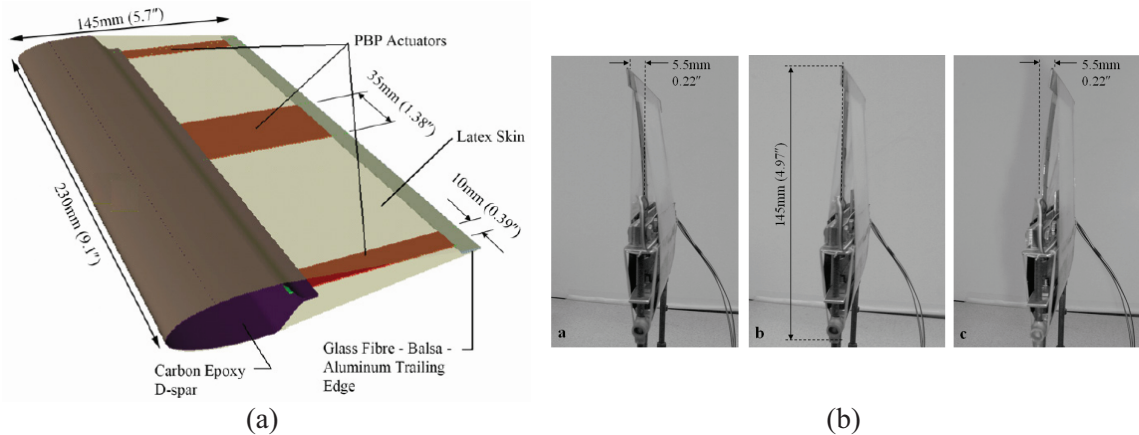 145mm (5.7″)
PBP Actuators
35mm (1.38″)
Latex Skin
10mm (0.39″)
230mm (9.1″)
Glass Fibre - Balsa -
Aluminum Trailing
Edge
Carbon Epoxy
D-spar
(a)
5.5mm
0.22″
a
145mm (4.97″)
b
5.5mm
0.22″
c
(b)